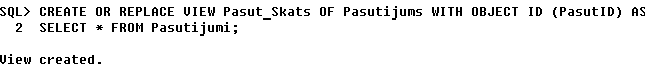 SQL> CREATE OR REPLACE VIEW Pasut_Skats OF Pasutijums WITH OBJECT ID (PasutID) AS
2 SELECT * FROM Pasutijumi;
View created.